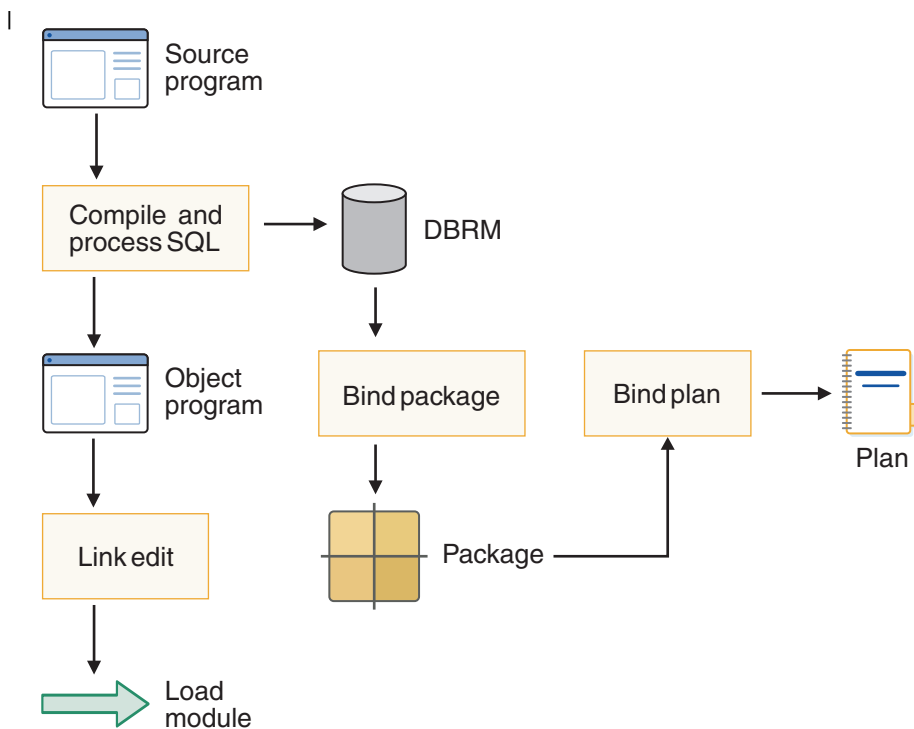 Source
program
Compile and
process SQL
DBRM
Object
program
Bind package
Bind plan
Plan
Link edit
Package
Load
module